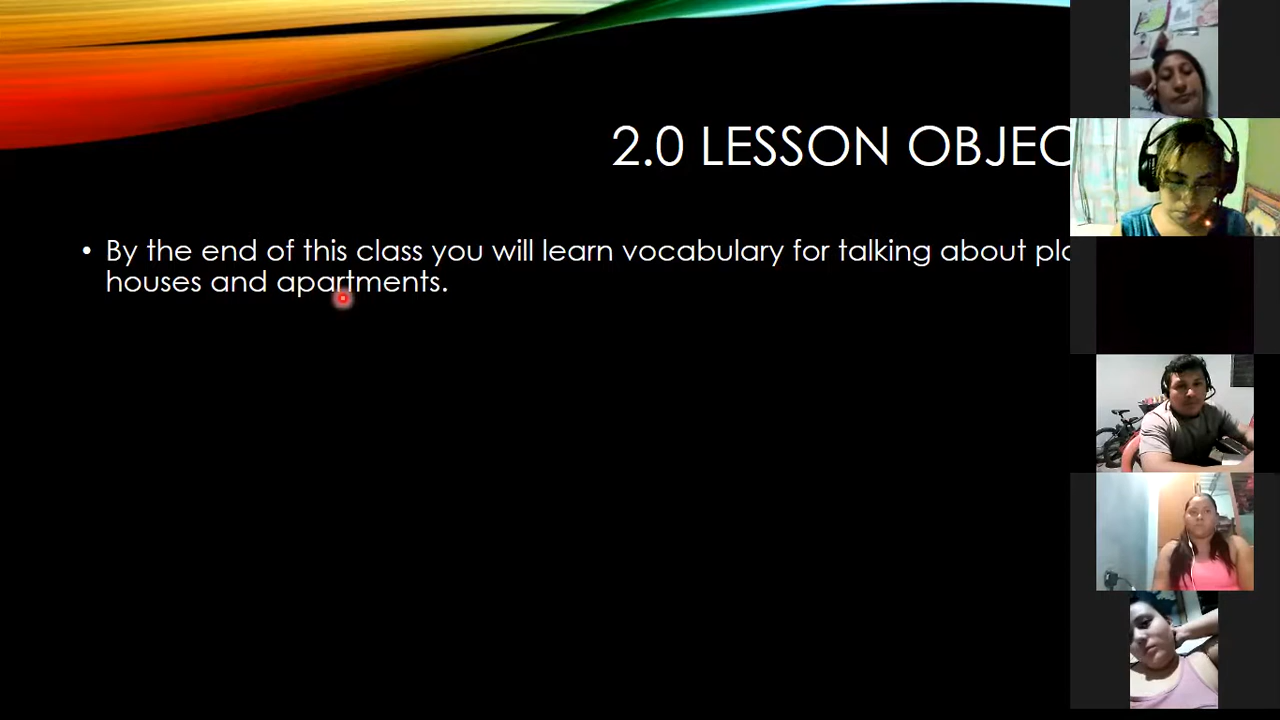 2.0 LESSON OBJEC
By the end of this class you will learn vocabulary for talking about
houses and apartments.